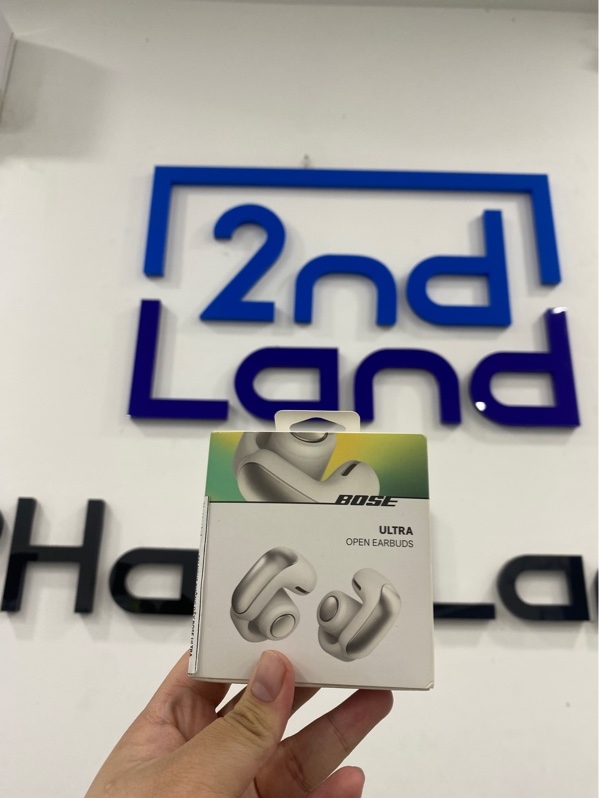 2nd
Land
BOSE
ULTRA
OPEN EARBUDS